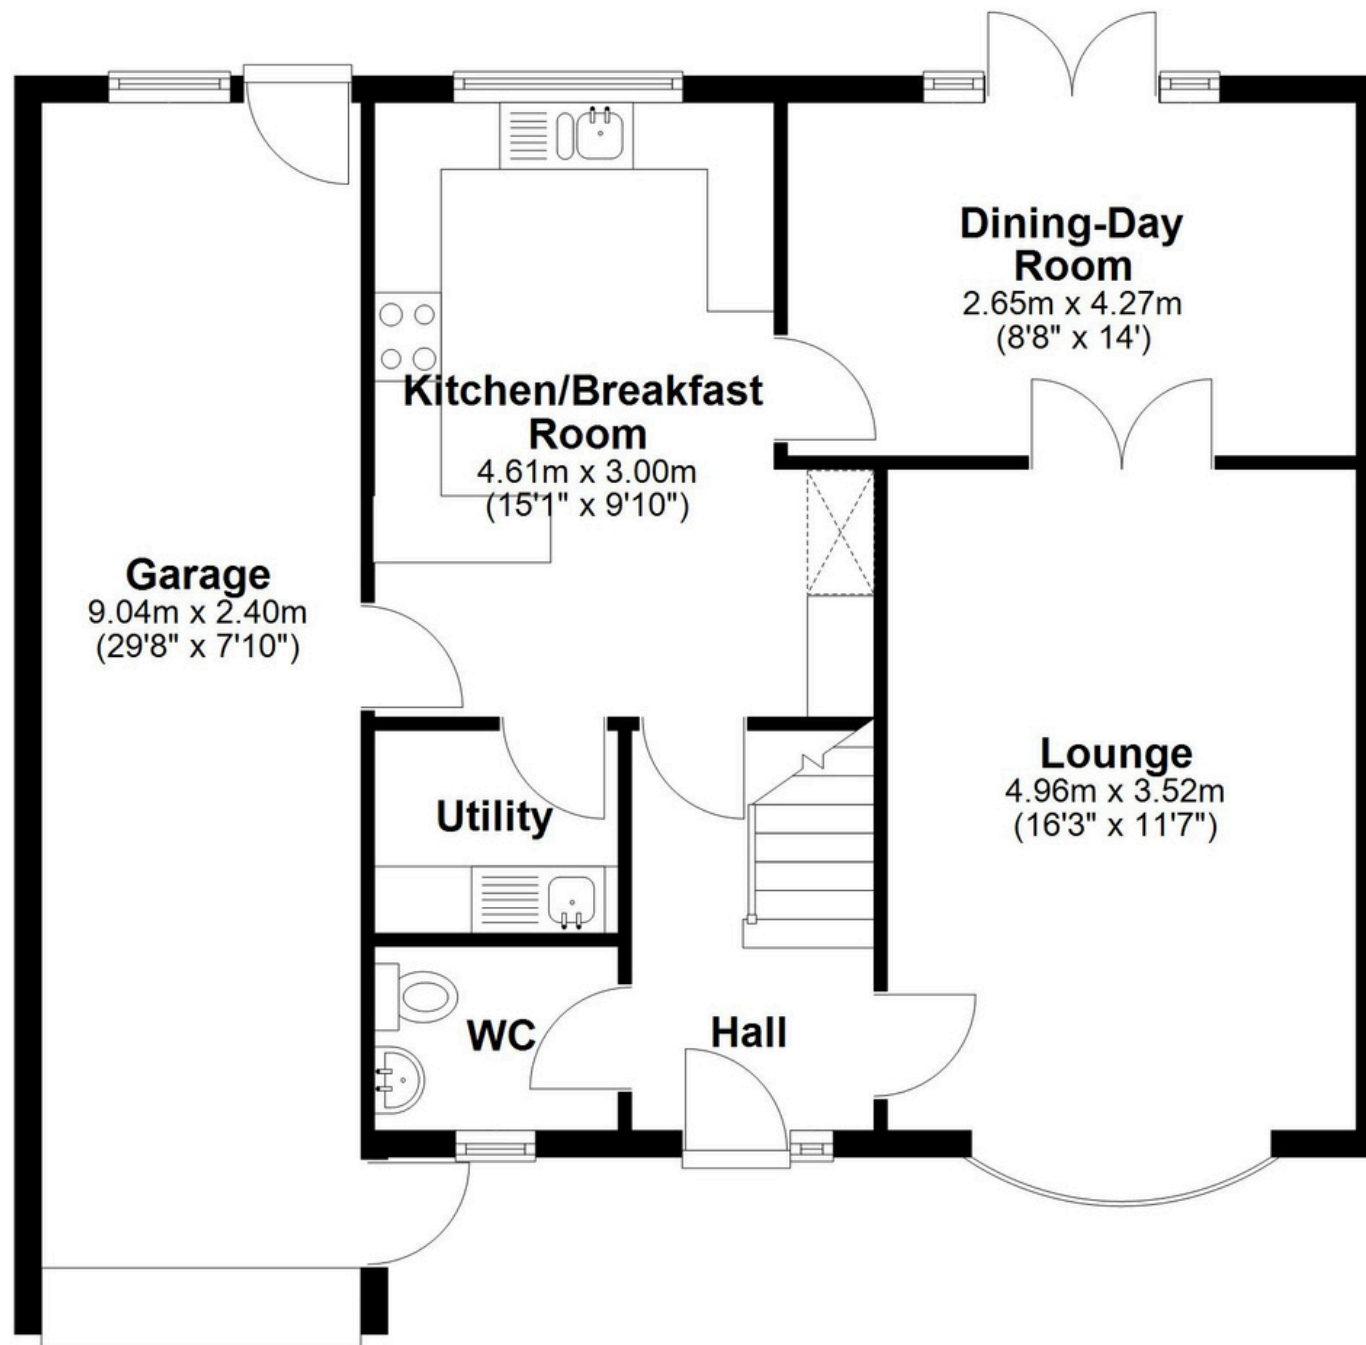 Dining-Day
Room
2.65m x 4.27m
(8'8" x 14')
Kitchen/Breakfast
Room
4.61m x 3.00m
(15'1" x 9'10")
Garage
9.04m x 2.40m
(29'8" x 7'10")
Lounge
4.96m x 3.52m
(16'3" x 11'7")
Utility
WC
Hall